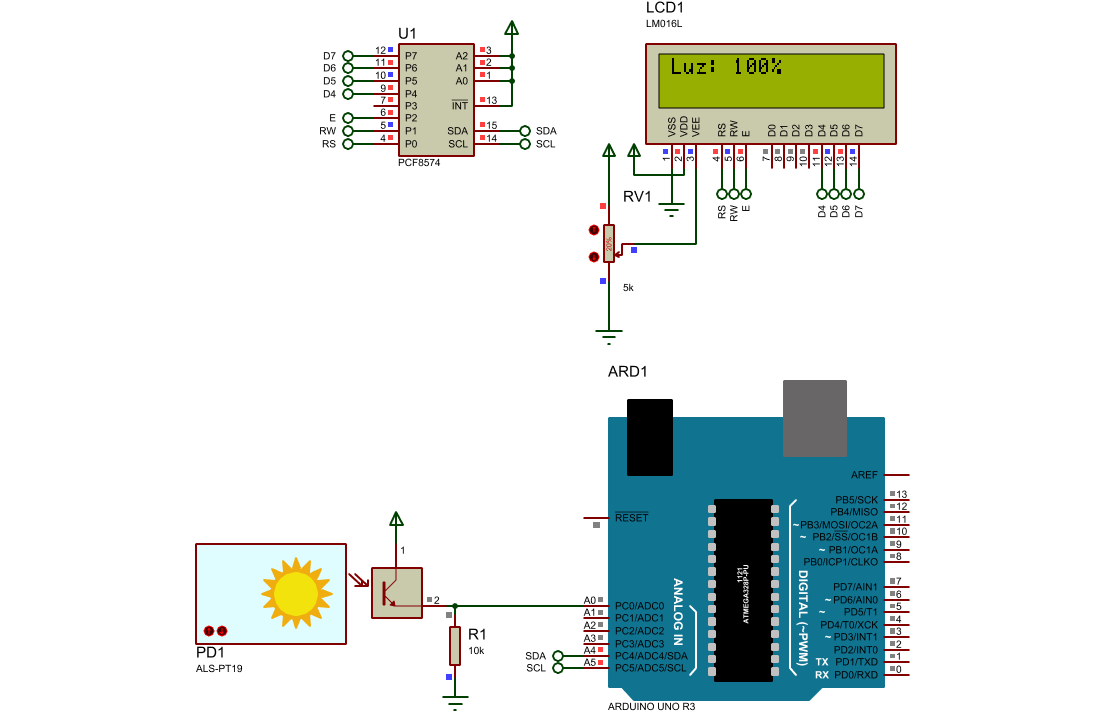 LCD1
LM016L
Luz: 100%
VSS
VDD
VEE
RS
RW
E
D0
D1
D2
D3
D4
D5
D6
D7
1
2
3
4
5
6
7
8
9
10
11
12
13
14
RS
RW
E
D4
D5
D6
D7
U1
D7 12 P7 A2 3
D6 11 P6 A1 2
D5 10 P5 A0 1
D4 9 P4
7 P3 INT 13
E 6 P2
RW 5 P1 SDA 15 SDA
RS 4 P0 SCL 14 SCL
PCF8574
RV1
20%
5k
ARD1
AREF
RESET
PB5/SCK 13
PB4/MISO 12
~PB3/MOSI/OC2A 11
~ PB2/SS/OC1B 10
~ PB1/OC1A 9
PB0/ICP1/CLKO 8
PD7/AIN1 7
~ PD6/AIN0 6
~ PD5/T1 5
PD4/T0/XCK 4
~ PD3/INT1 3
PD2/INT0 2
TX PD1/TXD 1
RX PD0/RXD 0
A0 PC0/ADC0
A1 PC1/ADC1
A2 PC2/ADC2
A3 PC3/ADC3
SDA A4 PC4/ADC4/SDA
SCL A5 PC5/ADC5/SCL
ANALOG IN
1121
ATMEGA328P-PU
DIGITAL (~PWM)
ARDUINO UNO R3
1
2
R1
10k
PD1
ALS-PT19